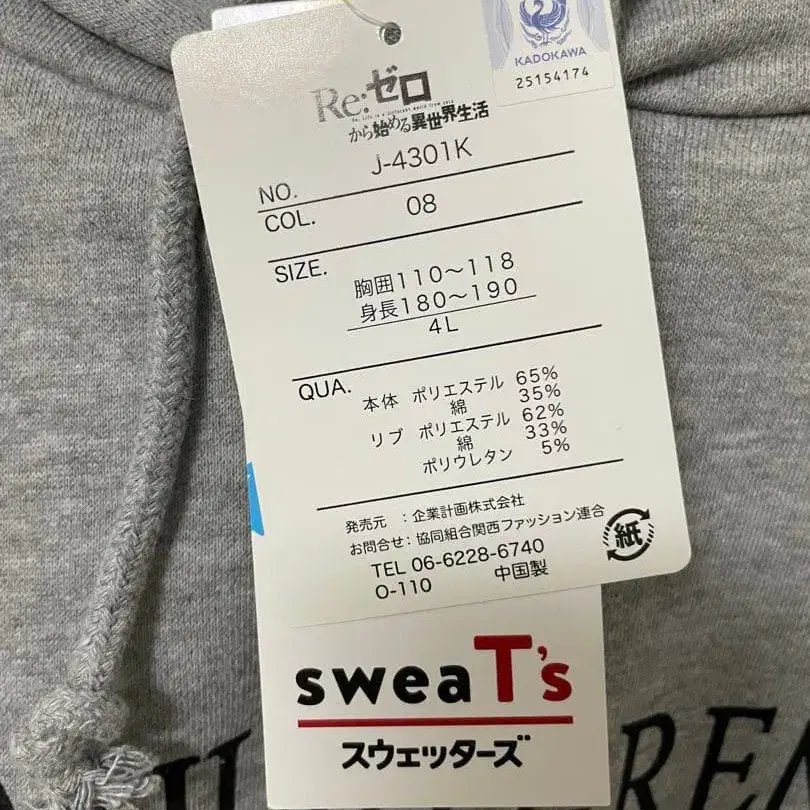 KADOKAWA
25154174
Re:ゼロ
から始める異世界生活
NO. J-4301K
COL. 08
SIZE. 胸囲110～118
身長180～190
4L
QUA. 本体 ポリエステル 65%
綿 35%
リブ ポリエステル 62%
綿 33%
ポリウレタン 5%
発売元 ：企業計画株式会社
お問合せ：協同組合関西ファッション連合
TEL 06-6228-6740
O-110 中国製
紙
sweaT's
スウェッターズ